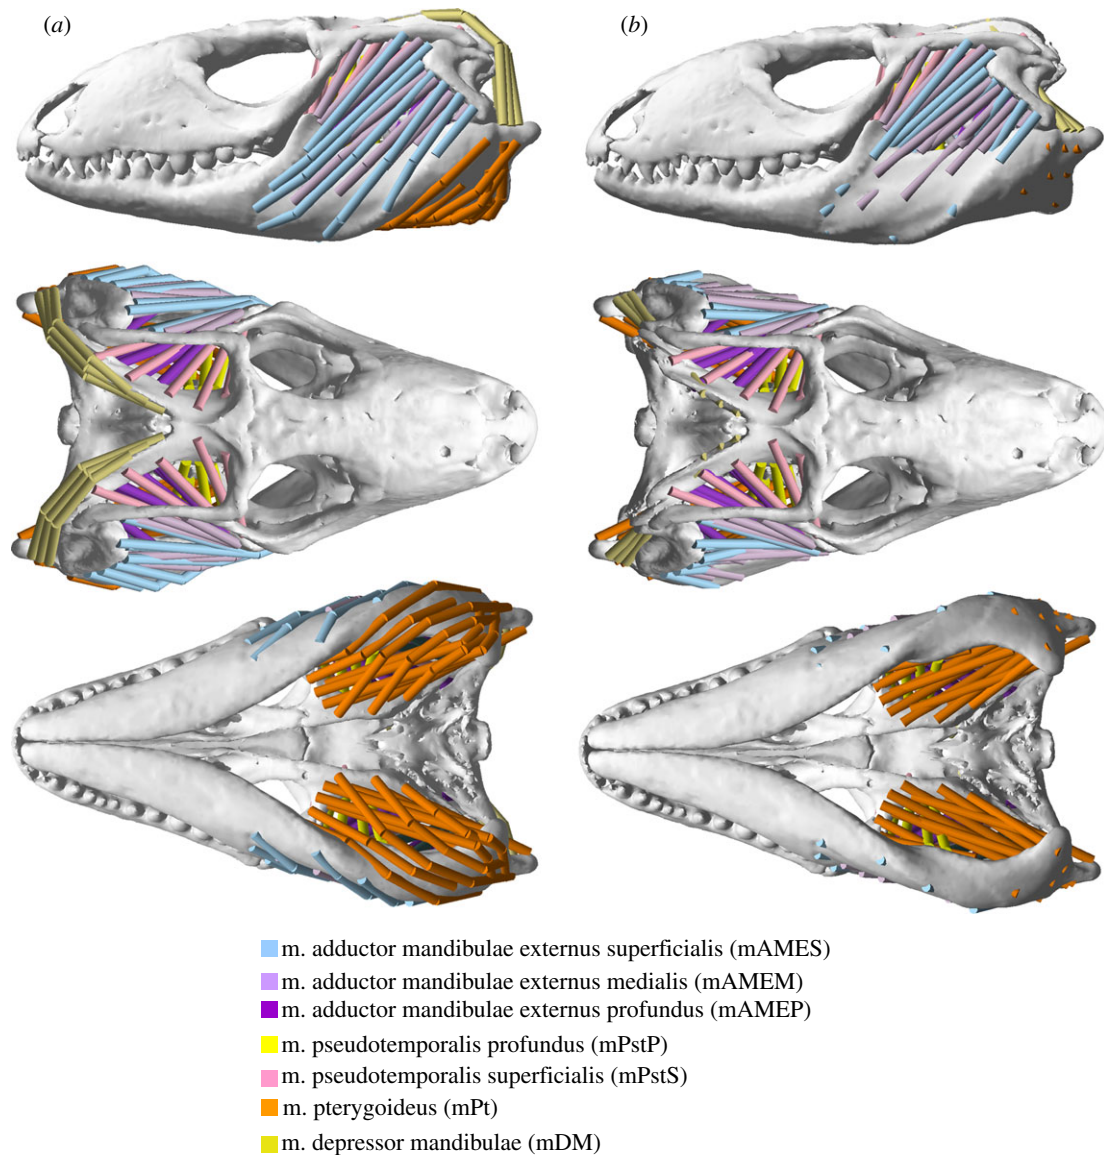 (a)
(b)
m. adductor mandibulae externus superficialis (mAMES)
m. adductor mandibulae externus medialis (mAMEM)
m. adductor mandibulae externus profundus (mAMEP)
m. pseudotemporalis profundus (mPstP)
m. pseudotemporalis superficialis (mPstS)
m. pterygoideus (mPt)
m. depressor mandibulae (mDM)